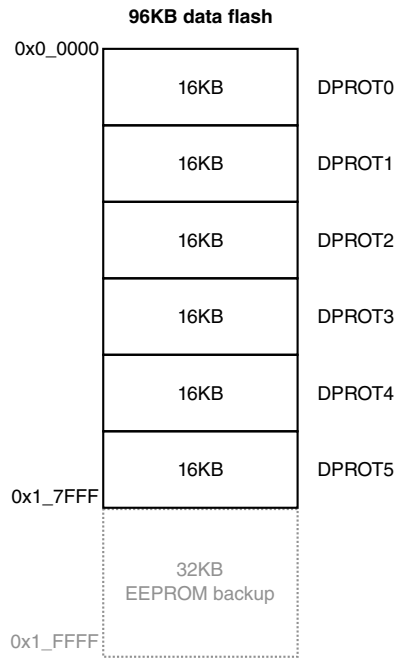 96KB data flash
0x0_0000
16KB DPROT0
16KB DPROT1
16KB DPROT2
16KB DPROT3
16KB DPROT4
16KB DPROT5
0x1_7FFF
32KB
EEPROM backup
0x1_FFFF